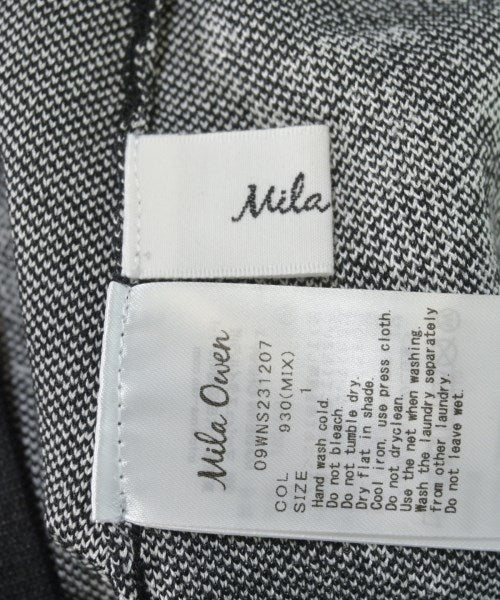 Mila
Mila Owen
09WNS231207
COL 930(MIX)
SIZE 1
Hand wash cold.
Do not bleach.
Do not tumble dry.
Dry flat in shade.
Cool iron, use press cloth.
Do not dryclean.
Use the net when washing.
Wash the laundry separately
from other laundry.
Do not leave wet.